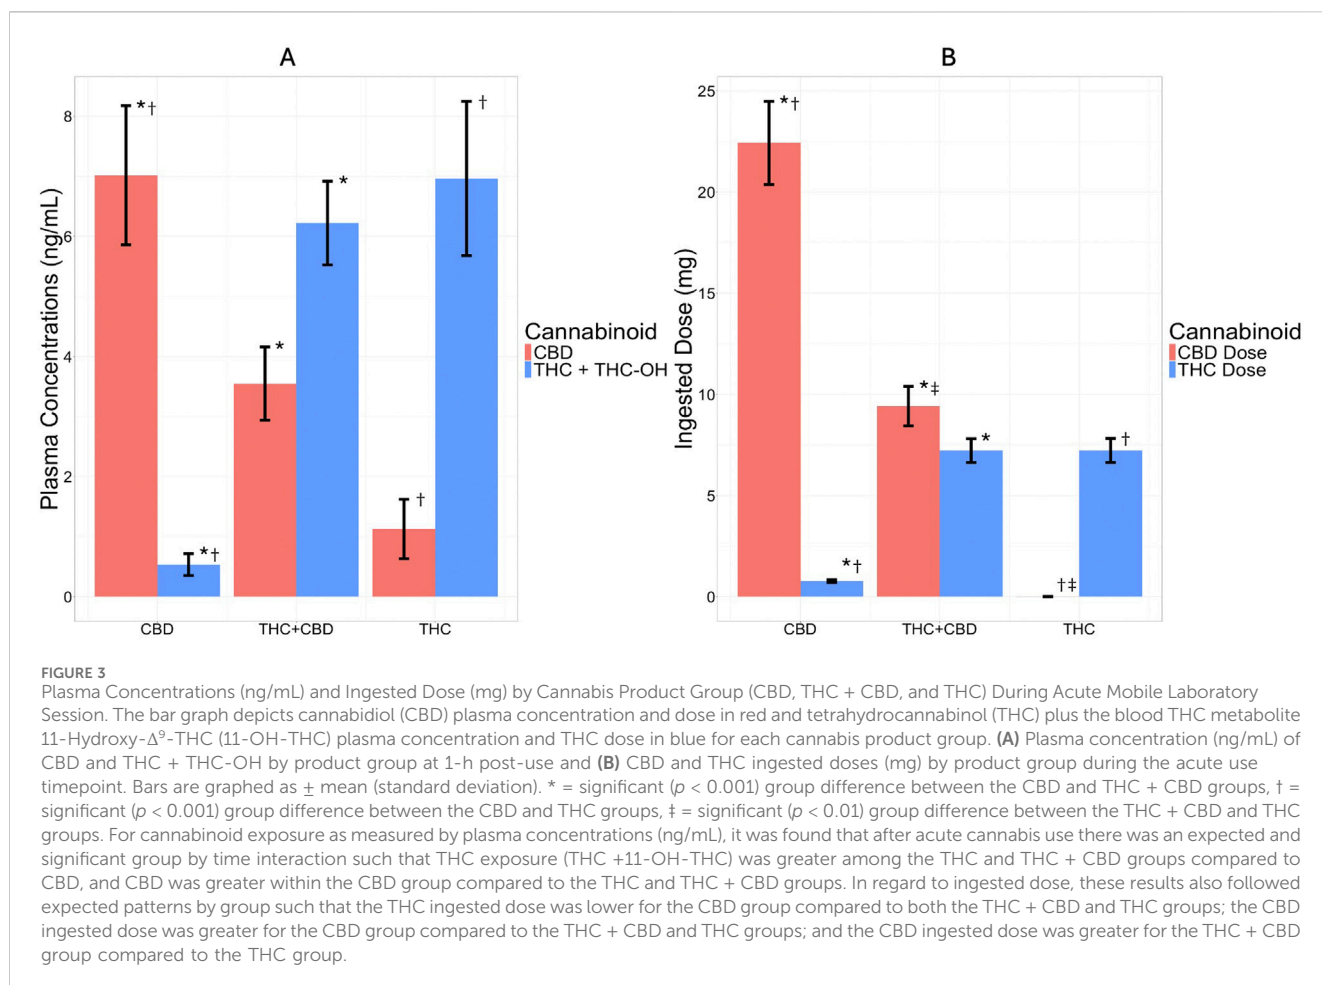 A
Plasma Concentrations (ng/mL)
8
6
4
2
0
*†
*†
*
*
†
†
CBD
THC+CBD
THC
Cannabinoid
CBD
THC + THC-OH
B
Ingested Dose (mg)
25
20
15
10
5
0
*†
*†
*‡
*
†‡
†
CBD
THC+CBD
THC
Cannabinoid
CBD Dose
THC Dose
FIGURE 3
Plasma Concentrations (ng/mL) and Ingested Dose (mg) by Cannabis Product Group (CBD, THC + CBD, and THC) During Acute Mobile Laboratory
Session. The bar graph depicts cannabidiol (CBD) plasma concentration and dose in red and tetrahydrocannabinol (THC) plus the blood THC metabolite
11-Hydroxy-Δ⁹-THC (11-OH-THC) plasma concentration and THC dose in blue for each cannabis product group. (A) Plasma concentration (ng/mL) of
CBD and THC + THC-OH by product group at 1-h post-use and (B) CBD and THC ingested doses (mg) by product group during the acute use
timepoint. Bars are graphed as ± mean (standard deviation). * = significant (p < 0.001) group difference between the CBD and THC + CBD groups, † =
significant (p < 0.001) group difference between the CBD and THC groups, ‡ = significant (p < 0.01) group difference between the THC + CBD and THC
groups. For cannabinoid exposure as measured by plasma concentrations (ng/mL), it was found that after acute cannabis use there was an expected and
significant group by time interaction such that THC exposure (THC +11-OH-THC) was greater among the THC and THC + CBD groups compared to
CBD, and CBD was greater within the CBD group compared to the THC and THC + CBD groups. In regard to ingested dose, these results also followed
expected patterns by group such that the THC ingested dose was lower for the CBD group compared to both the THC + CBD and THC groups; the CBD
ingested dose was greater for the CBD group compared to the THC + CBD and THC groups; and the CBD ingested dose was greater for the THC + CBD
group compared to the THC group.